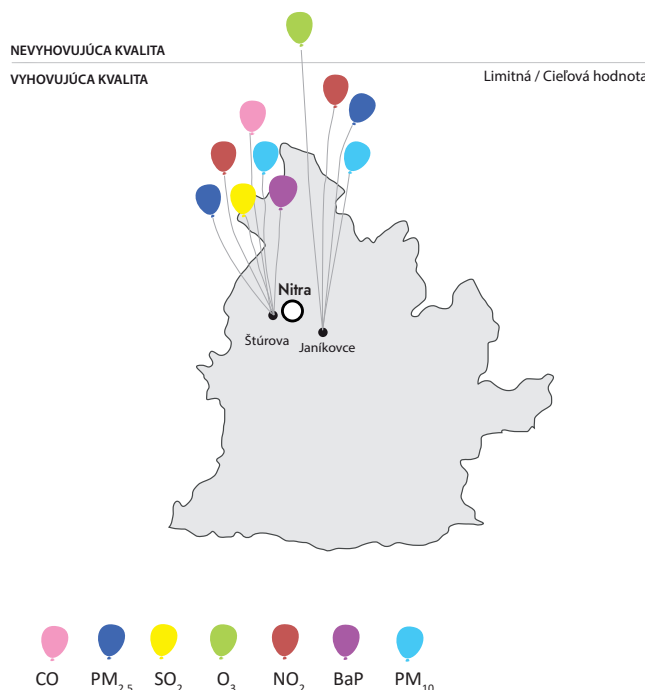 NEVYHOVUJÚCA KVALITA
VYHOVUJÚCA KVALITA
Limitná / Cieľová hodnota
Nitra
Štúrova
Janíkovce
CO PM2,5 SO2 O3 NO2 BaP PM10